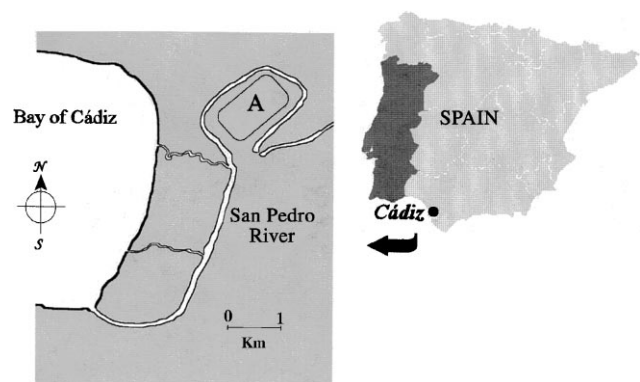 Bay of Cádiz
N
S
A
San Pedro
River
0 1
Km
SPAIN
Cádiz